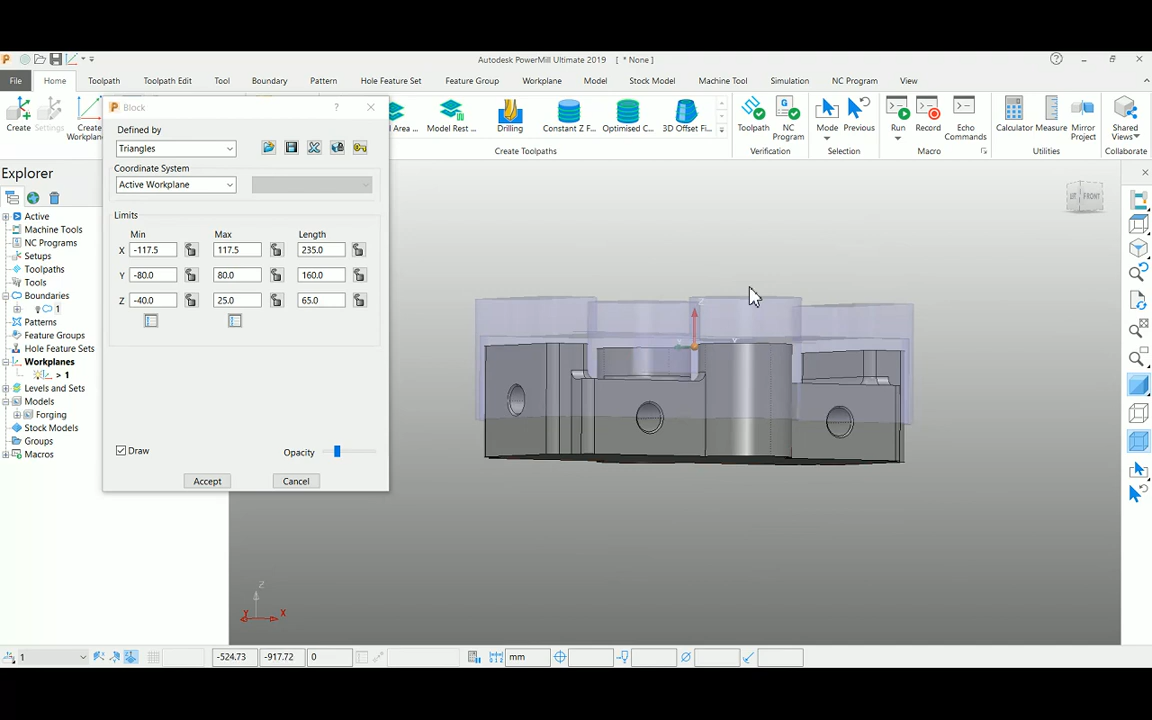 Autodesk PowerMill Ultimate 2019 [ * None ]
File Home Toolpath Toolpath Edit Tool Boundary Pattern Hole Feature Set Feature Group Workplane Model Stock Model Machine Tool Simulation NC Program View
Create Settings Create Workplane Area ... Model Rest ... Drilling Constant Z F... Optimised C... 3D Offset Fi... Toolpath NC Program Mode Previous Run Record Echo Commands Calculator Measure Mirror Project Shared Views
Create Toolpaths Verification Selection Macro Utilities Collaborate
Block
?
Defined by
Triangles
Coordinate System
Active Workplane
Limits
Min Max Length
X -117.5 117.5 235.0
Y -80.0 80.0 160.0
Z -40.0 25.0 65.0
Draw Opacity
Accept Cancel
Explorer
Active
Machine Tools
NC Programs
Setups
Toolpaths
Tools
Boundaries
1
Patterns
Feature Groups
Hole Feature Sets
Workplanes
> 1
Levels and Sets
Models
Forging
Stock Models
Groups
Macros
FRONT
Z
Y
Z
Y X
1 -524.73 -917.72 0 mm